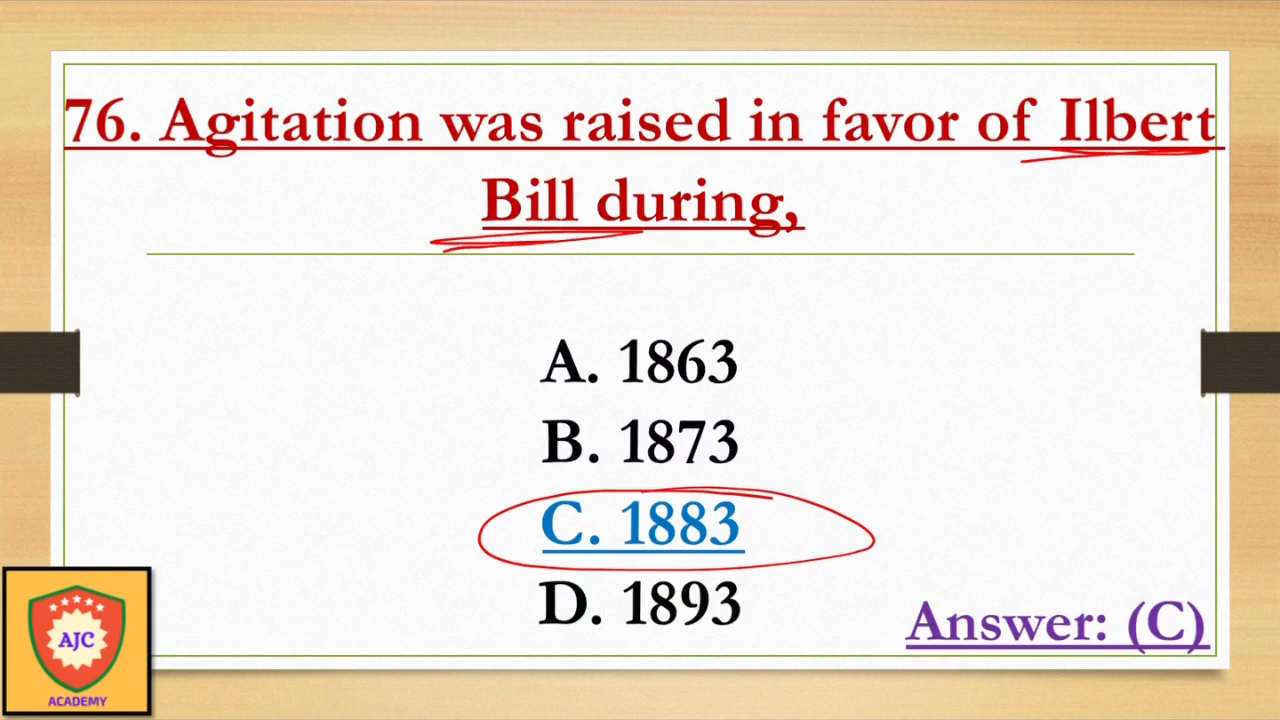 76. Agitation was raised in favor of Ilbert
Bill during,
A. 1863
B. 1873
C. 1883
D. 1893
Answer: (C)
AJC
ACADEMY